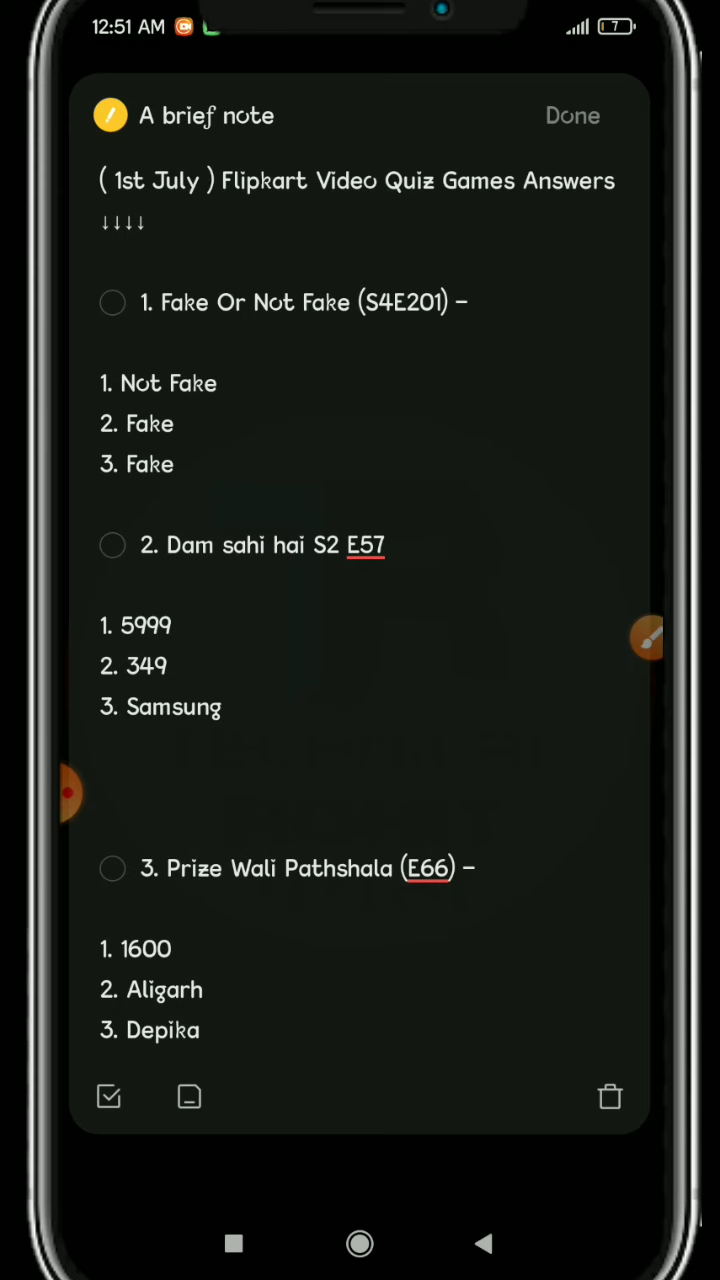 12:51 AM
7
A brief note
Done
( 1st July ) Flipkart Video Quiz Games Answers
↓↓↓↓
1. Fake Or Not Fake (S4E201) –
1. Not Fake
2. Fake
3. Fake
2. Dam sahi hai S2 E57
1. 5999
2. 349
3. Samsung
3. Prize Wali Pathshala (E66) –
1. 1600
2. Aligarh
3. Depika